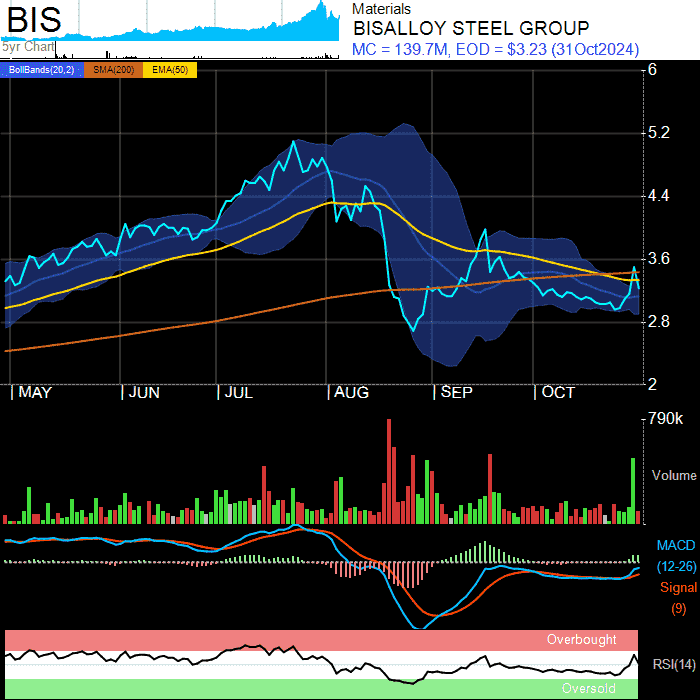 BIS
5yr Chart
Materials
BISALLOY STEEL GROUP
MC = 139.7M, EOD = $3.23 (31Oct2024)
BollBands(20,2) SMA(200) EMA(50)
6
5.2
4.4
3.6
2.8
2
MAY JUN JUL AUG SEP OCT
790k
Volume
MACD
(12-26)
Signal
(9)
Overbought
RSI(14)
Oversold